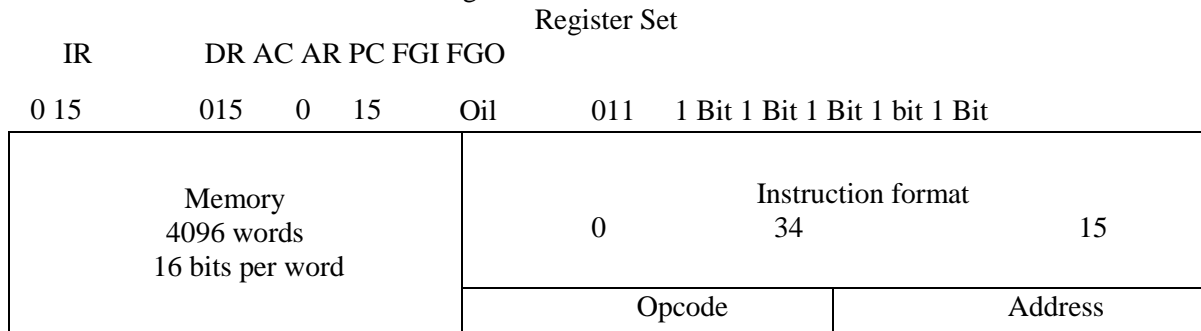 Register Set
IR DR AC AR PC FGI FGO
0 15 015 0 15 Oil 011 1 Bit 1 Bit 1 Bit 1 bit 1 Bit
Memory
4096 words
16 bits per word
Instruction format
0 34 15
Opcode Address